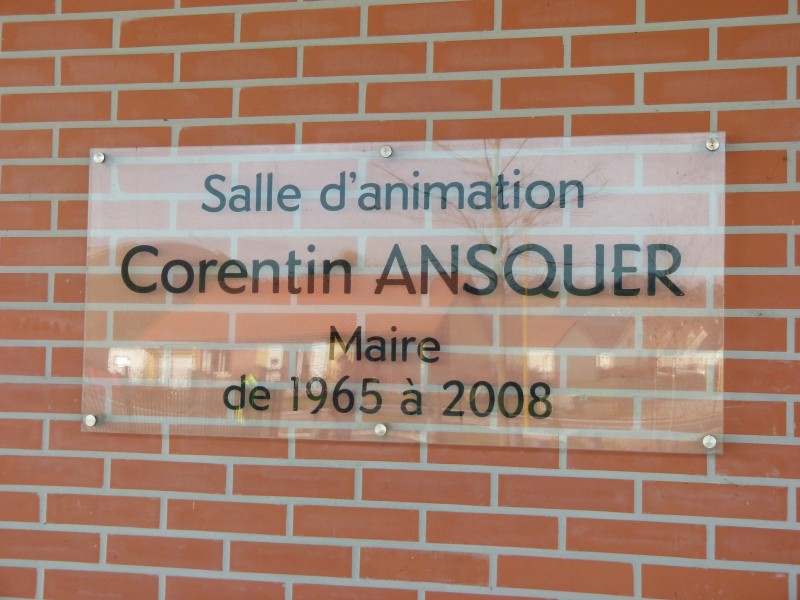 Salle d'animation
Corentin ANSQUER
Maire
de 1965 à 2008